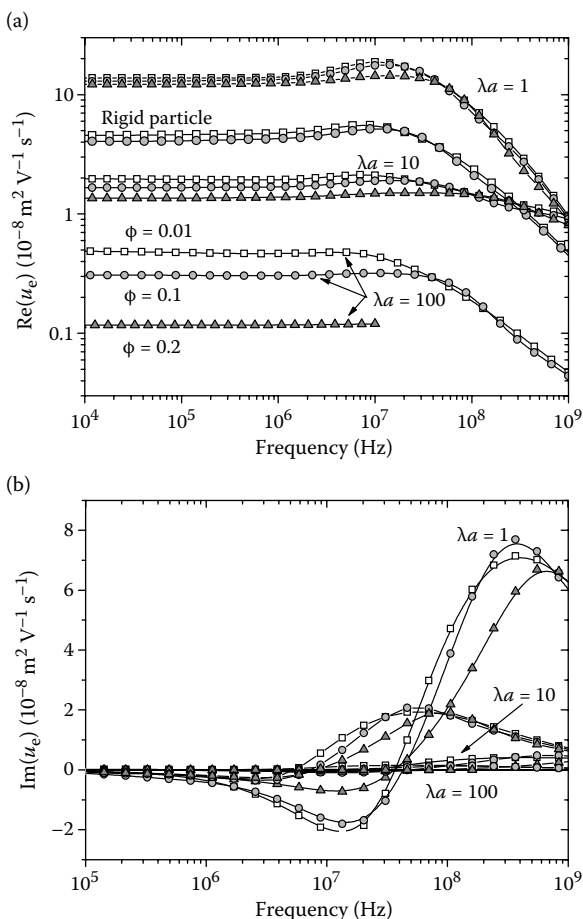 (a)
10
1
0.1
Re(uₑ) (10⁻⁸ m² V⁻¹ s⁻¹)
λa = 1
Rigid particle
λa = 10
ϕ = 0.01
λa = 100
ϕ = 0.1
ϕ = 0.2
10⁴ 10⁵ 10⁶ 10⁷ 10⁸ 10⁹
Frequency (Hz)
(b)
8
6
4
2
0
−2
Im(uₑ) (10⁻⁸ m² V⁻¹ s⁻¹)
λa = 1
λa = 10
λa = 100
10⁵ 10⁶ 10⁷ 10⁸ 10⁹
Frequency (Hz)